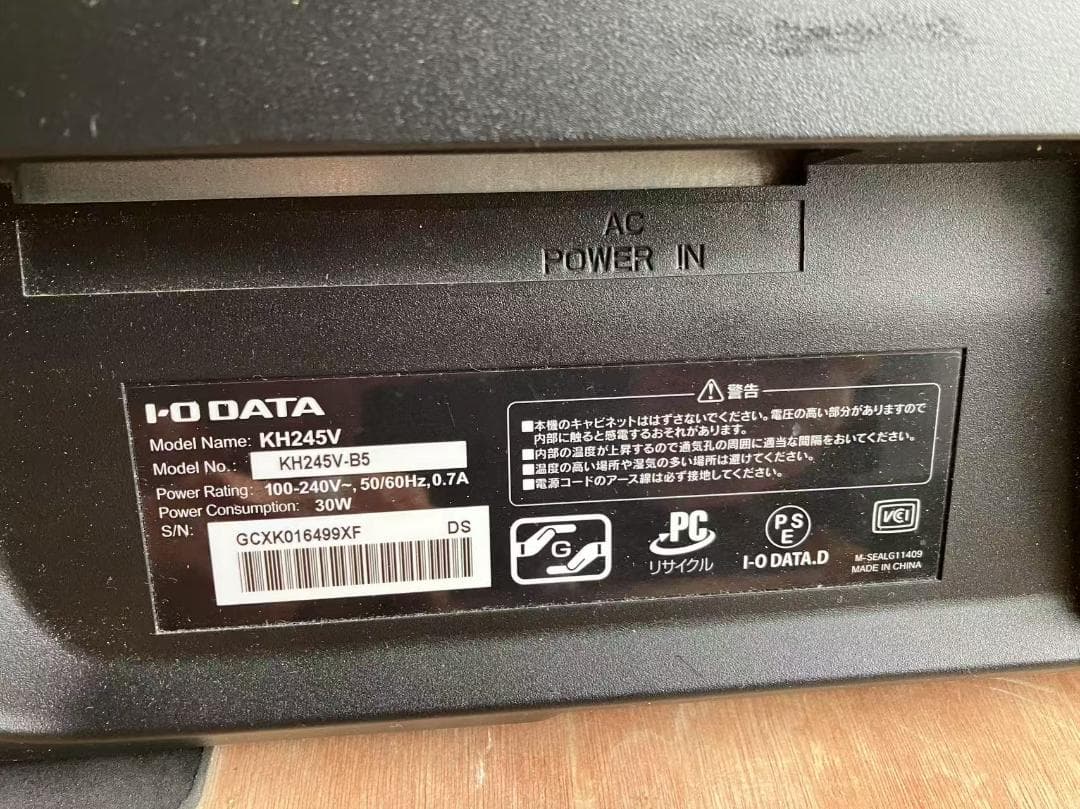 AC
POWER IN
I-O DATA
Model Name: KH245V
Model No.: KH245V-B5
Power Rating: 100-240V~, 50/60Hz, 0.7A
Power Consumption: 30W
S/N:
GCXK016499XF DS
警告
■本機のキャビネットははずさないでください。電圧の高い部分がありますので
内部に触ると感電するおそれがあります。
■内部の温度が上昇するので通気孔の周囲に適当な間隔をおいてください。
■温度の高い場所や湿気の多い場所は避けてください。
■電源コードのアース線は必ず接地してください。
G
PC
リサイクル
PSE
I-O DATA.D
VCI
M-SEALG11409
MADE IN CHINA